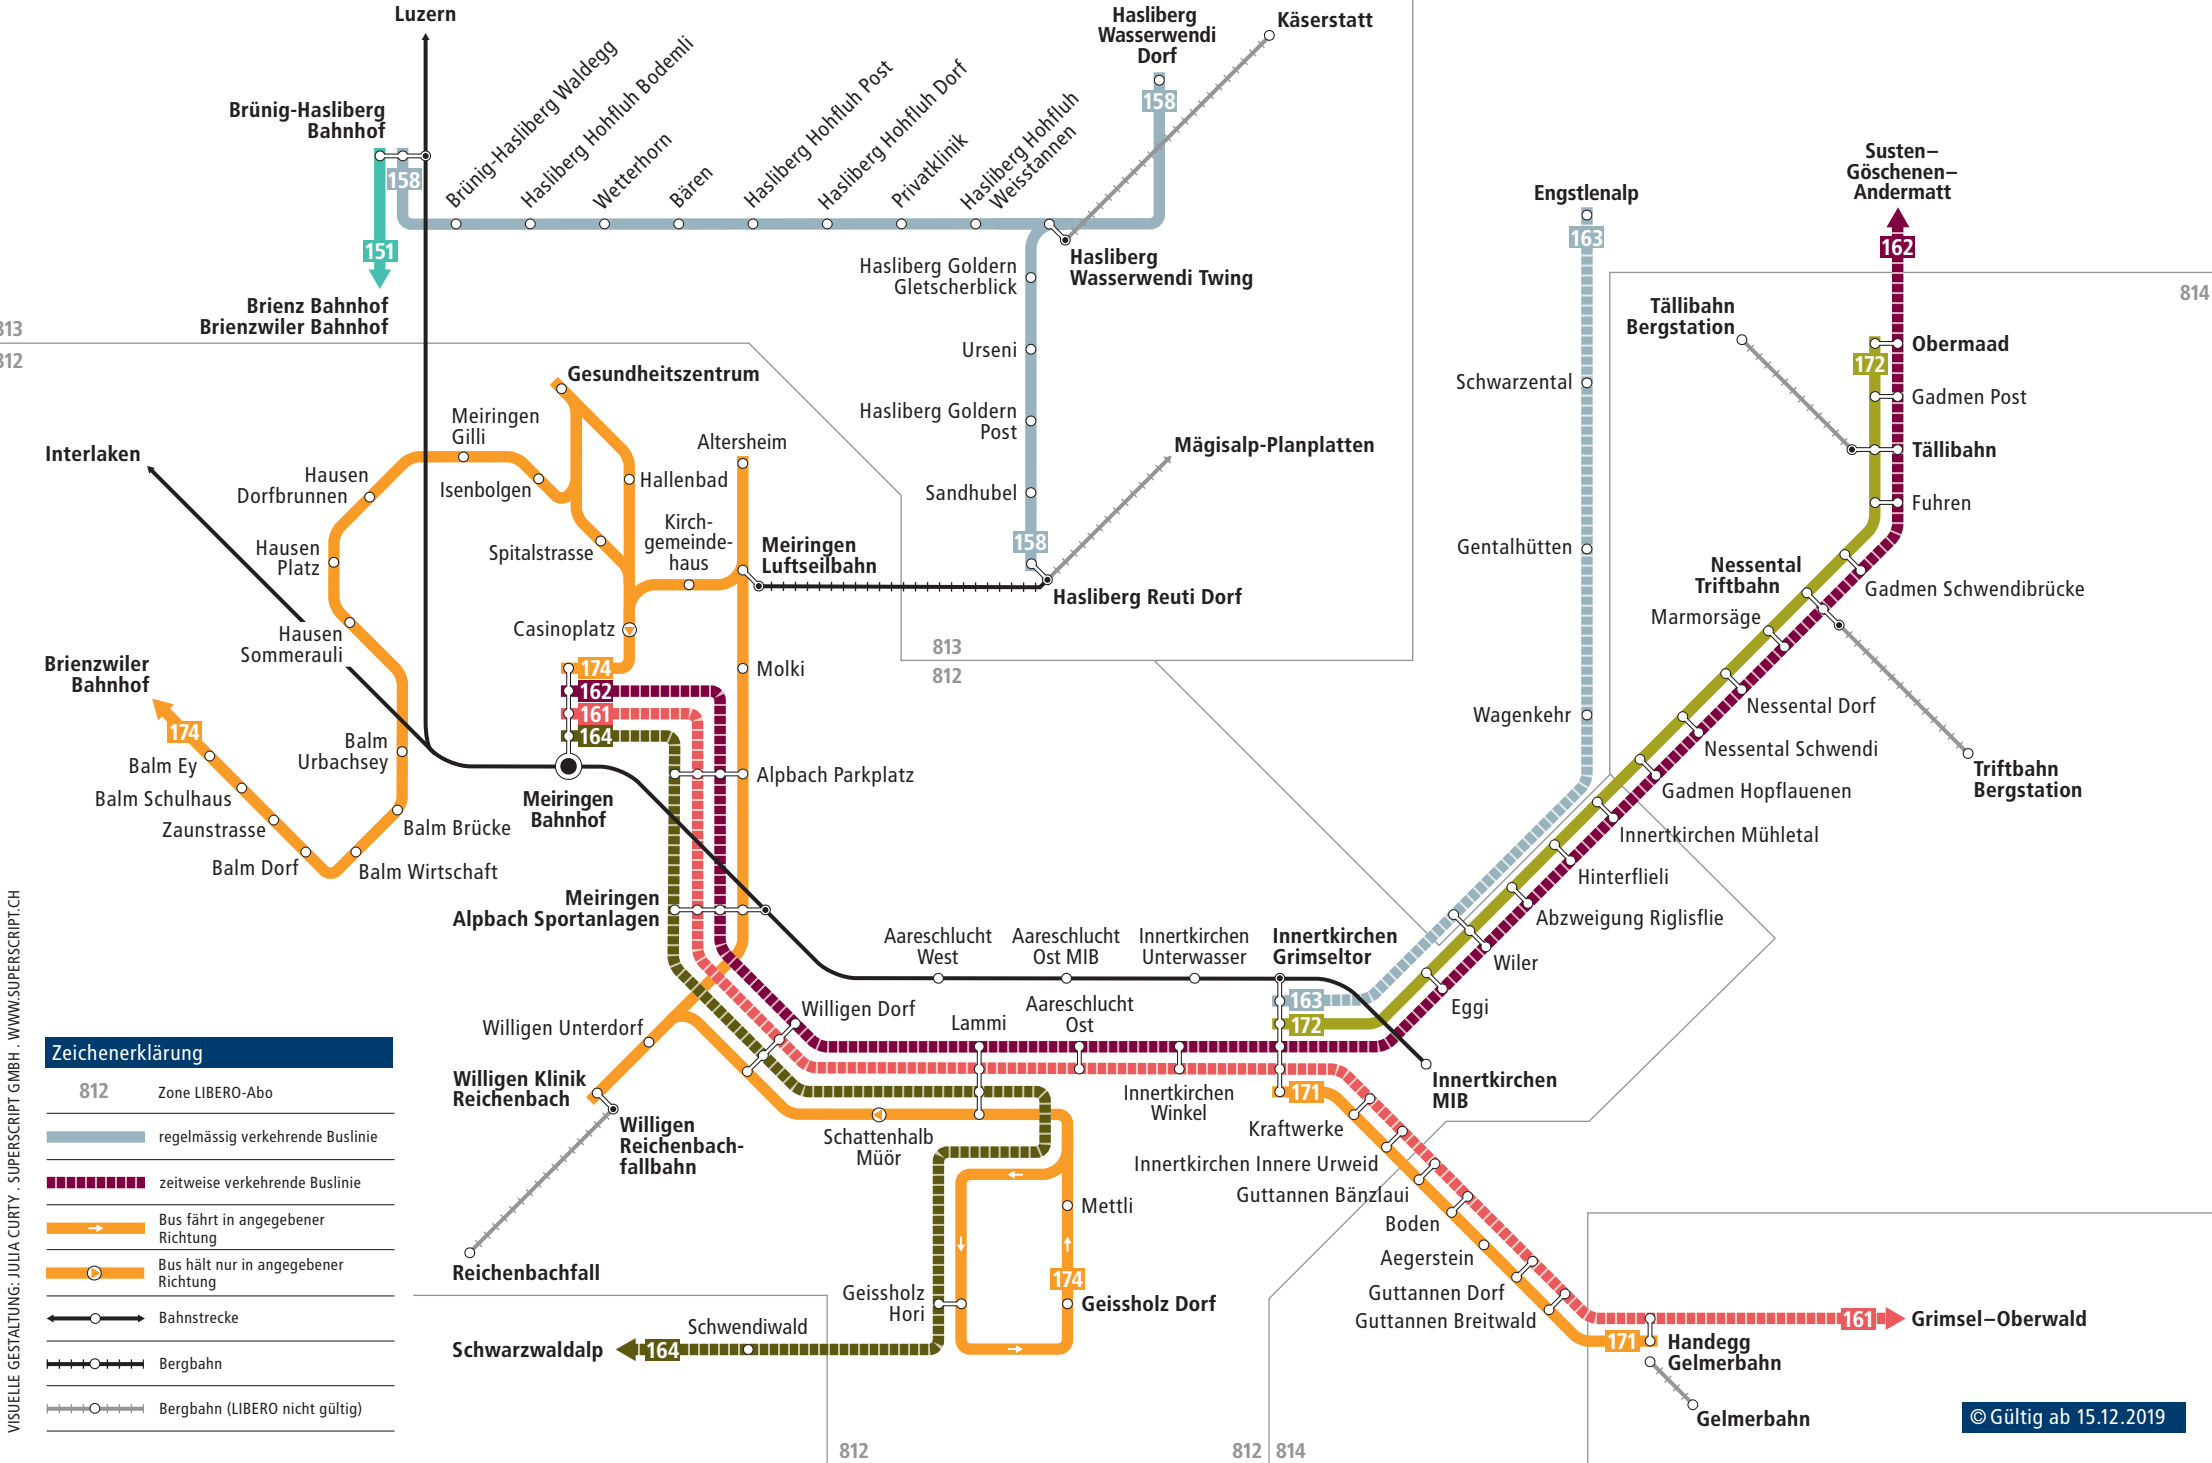 Luzern
Brünig-Hasliberg
Bahnhof
158
151
Brienz Bahnhof
Brienzwiler Bahnhof
Brünig-Hasliberg Waldegg
Hasliberg Hohfluh Bodemli
Wetterhorn
Bären
Hasliberg Hohfluh Post
Hasliberg Hohfluh Dorf
Privatklinik
Hasliberg Hohfluh
Weisstannen
Hasliberg
Wasserwendi
Dorf
158
Käserstatt
Hasliberg
Wasserwendi Twing
Hasliberg Goldern
Gletscherblick
Urseni
Hasliberg Goldern
Post
Sandhubel
158
Mägisalp-Planplatten
Hasliberg Reuti Dorf
813
812
813
812
Interlaken
Gesundheitszentrum
Meiringen
Gilli
Isenbolgen
Hausen
Dorfbrunnen
Hausen
Platz
Hausen
Sommerauli
Spitalstrasse
Hallenbad
Altersheim
Kirch-
gemeinde-
haus
Meiringen
Luftseilbahn
Casinoplatz
Molki
174
162
161
164
Meiringen
Bahnhof
Alpbach Parkplatz
Meiringen
Alpbach Sportanlagen
Brienzwiler
Bahnhof
174
Balm Ey
Balm Schulhaus
Zaunstrasse
Balm Dorf
Balm Wirtschaft
Balm Brücke
Balm
Urbachsey
Engstlenalp
163
Schwarzental
Gentalhütten
Wagenkehr
Susten–
Göschenen–
Andermatt
162
814
Tällibahn
Bergstation
172
Obermaad
Gadmen Post
Tällibahn
Fuhren
Nessental
Triftbahn
Gadmen Schwendibrücke
Marmorsäge
Nessental Dorf
Nessental Schwendi
Triftbahn
Bergstation
Gadmen Hopflauenen
Innertkirchen Mühletal
Hinterflieli
Abzweigung Riglisflie
Wiler
Eggi
Aareschlucht
West
Aareschlucht
Ost MIB
Innertkirchen
Unterwasser
Innertkirchen
Grimseltor
163
172
171
Innertkirchen
MIB
Willigen Dorf
Lammi
Aareschlucht
Ost
Innertkirchen
Winkel
Willigen Unterdorf
Willigen Klinik
Reichenbach
Willigen
Reichenbach-
fallbahn
Reichenbachfall
Schattenhalb
Müör
Mettli
174
Geissholz
Hori
Geissholz Dorf
Schwendiwald
Schwarzwaldalp
164
Kraftwerke
Innertkirchen Innere Urweid
Guttannen Bänzlaui
Boden
Aegerstein
Guttannen Dorf
Guttannen Breitwald
161
Grimsel–Oberwald
171
Handegg
Gelmerbahn
Gelmerbahn
812
812
814
Zeichenerklärung
812
Zone LIBERO-Abo
regelmässig verkehrende Buslinie
zeitweise verkehrende Buslinie
Bus fährt in angegebener
Richtung
Bus hält nur in angegebener
Richtung
Bahnstrecke
Bergbahn
Bergbahn (LIBERO nicht gültig)
VISUELLE GESTALTUNG: JULIA CURTY . SUPERSCRIPT GMBH . WWW.SUPERSCRIPT.CH
© Gültig ab 15.12.2019